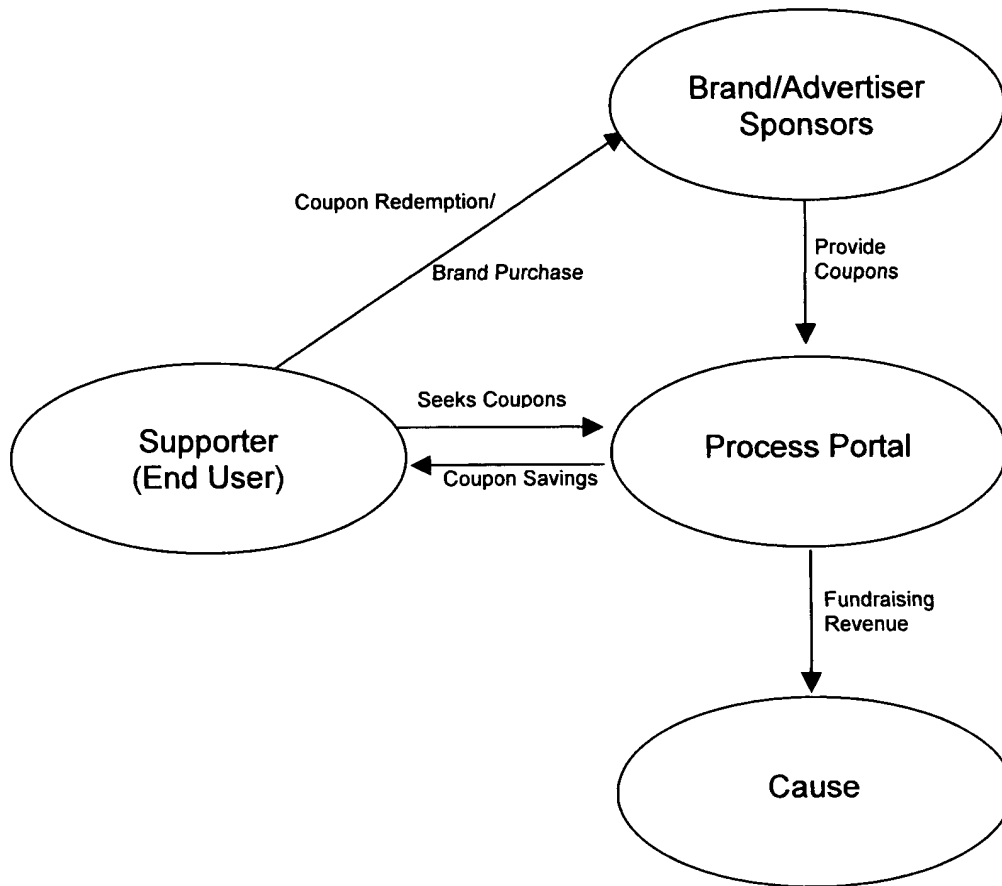 Brand/Advertiser
Sponsors
Coupon Redemption/
Brand Purchase
Provide
Coupons
Seeks Coupons
Supporter
(End User)
Process Portal
Coupon Savings
Fundraising
Revenue
Cause